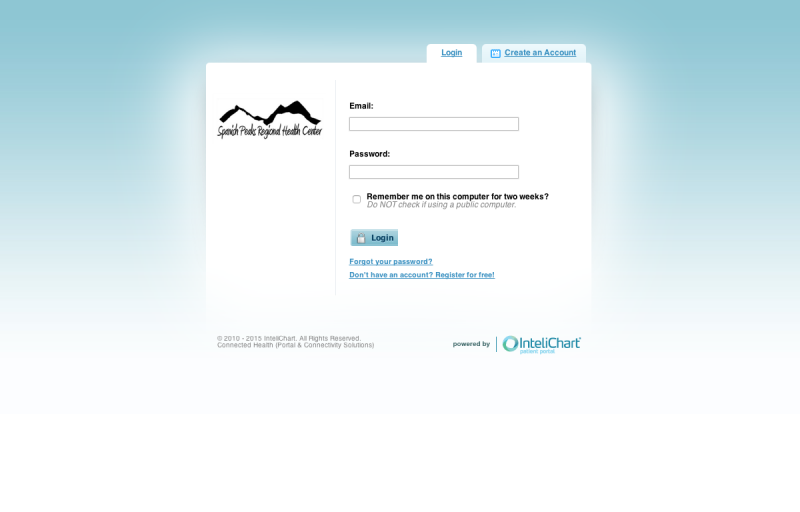 Login
Create an Account
Spanish Peaks Regional Health Center
Email:
Password:
Remember me on this computer for two weeks?
Do NOT check if using a public computer.
Login
Forgot your password?
Don't have an account? Register for free!
© 2010 - 2015 InteliChart. All Rights Reserved.
Connected Health (Portal & Connectivity Solutions)
powered by
InteliChart
patient portal